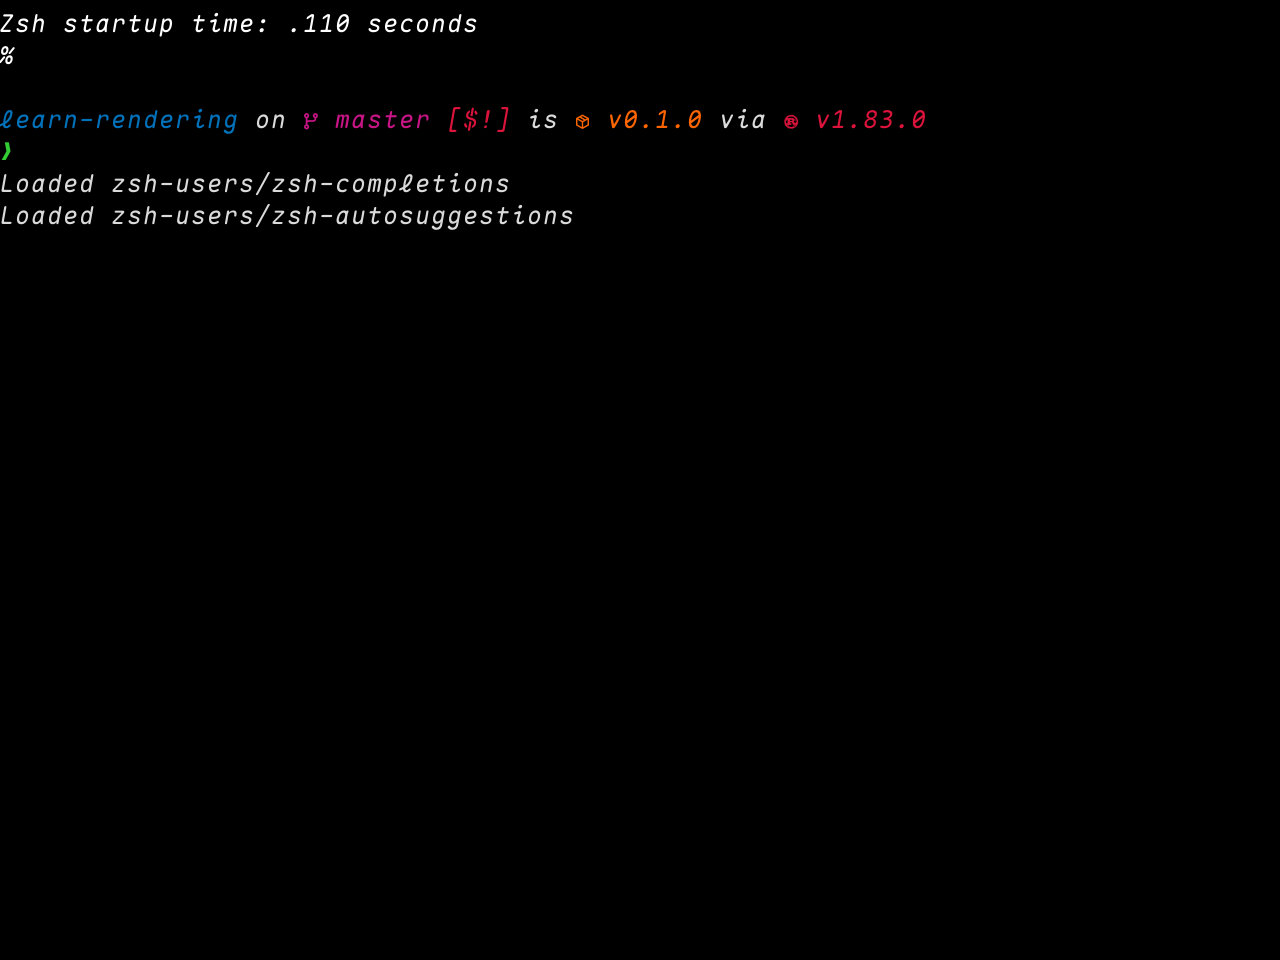 Zsh startup time: .110 seconds
%
learn-rendering on master [$!] is v0.1.0 via v1.83.0
❯
Loaded zsh-users/zsh-completions
Loaded zsh-users/zsh-autosuggestions